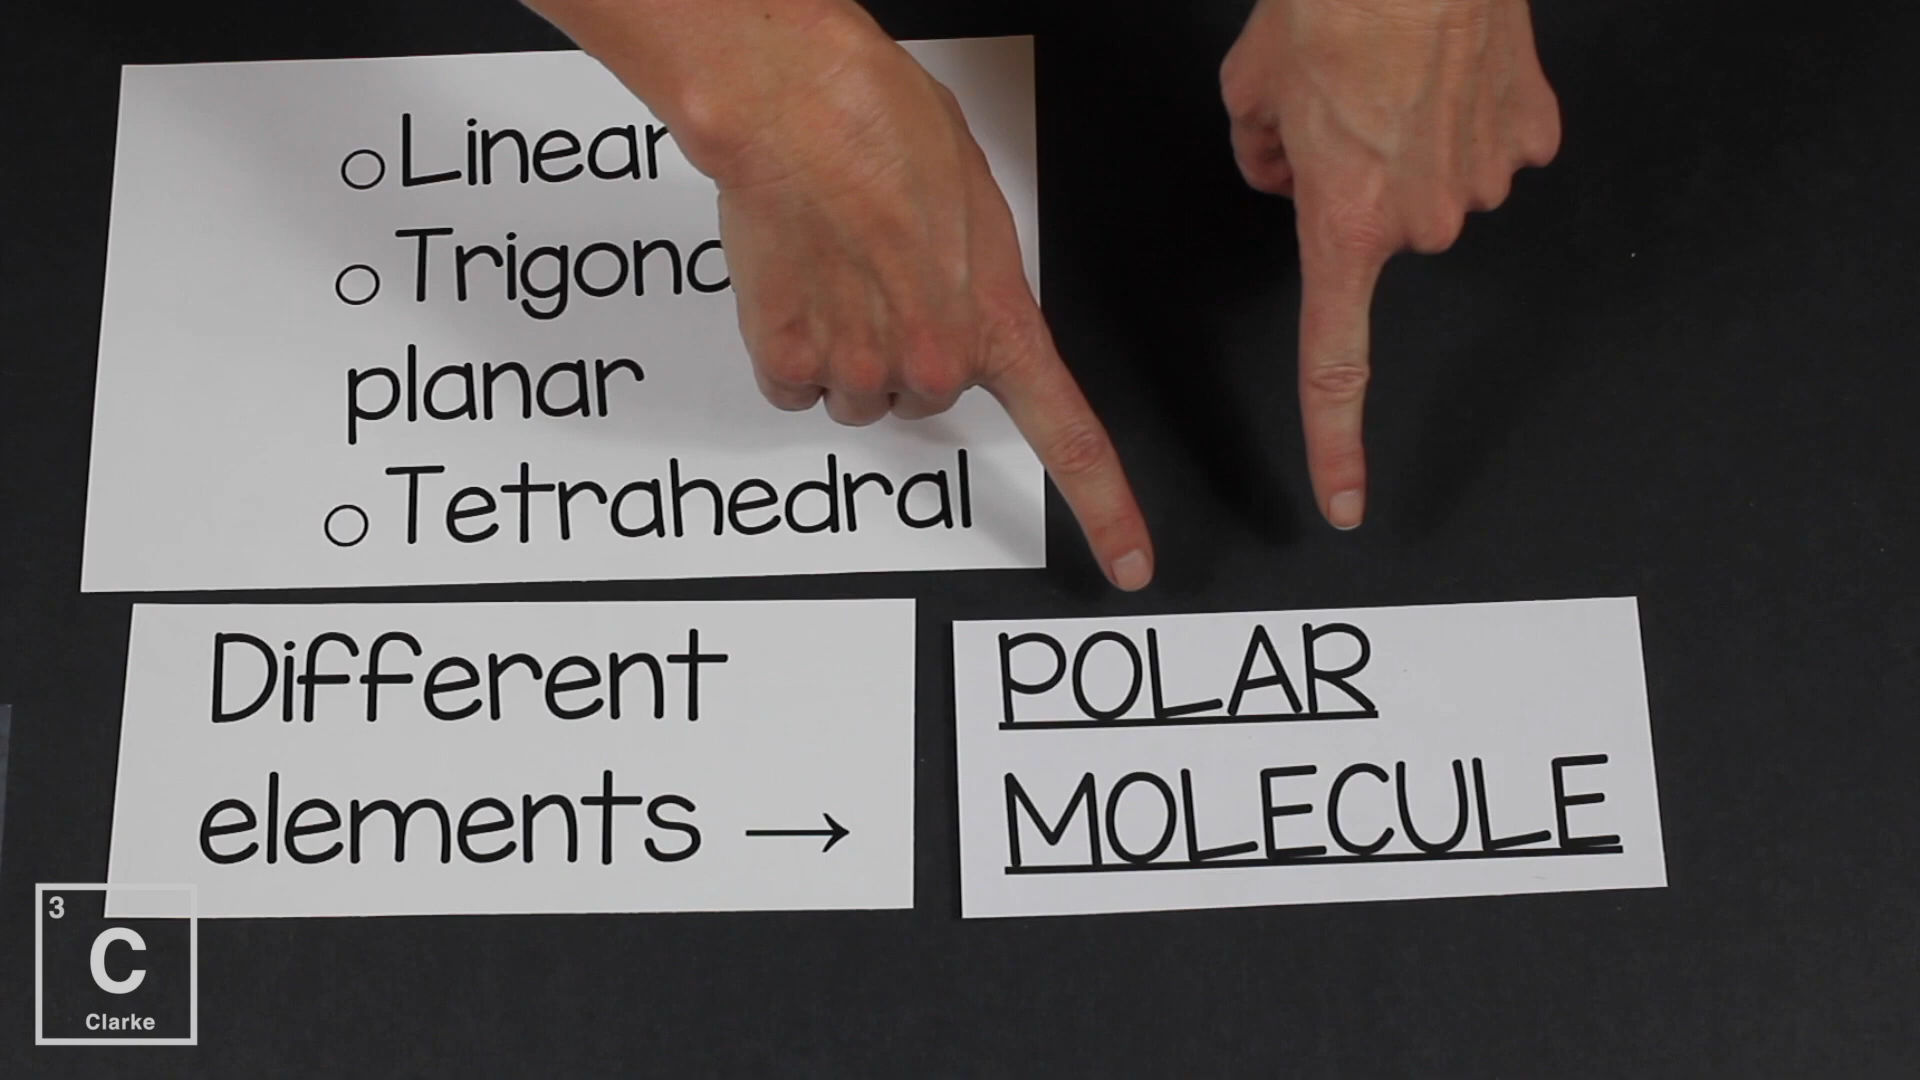 ○Linear
○Trigona
planar
○Tetrahedral
Different
elements →
POLAR
MOLECULE
3
C
Clarke